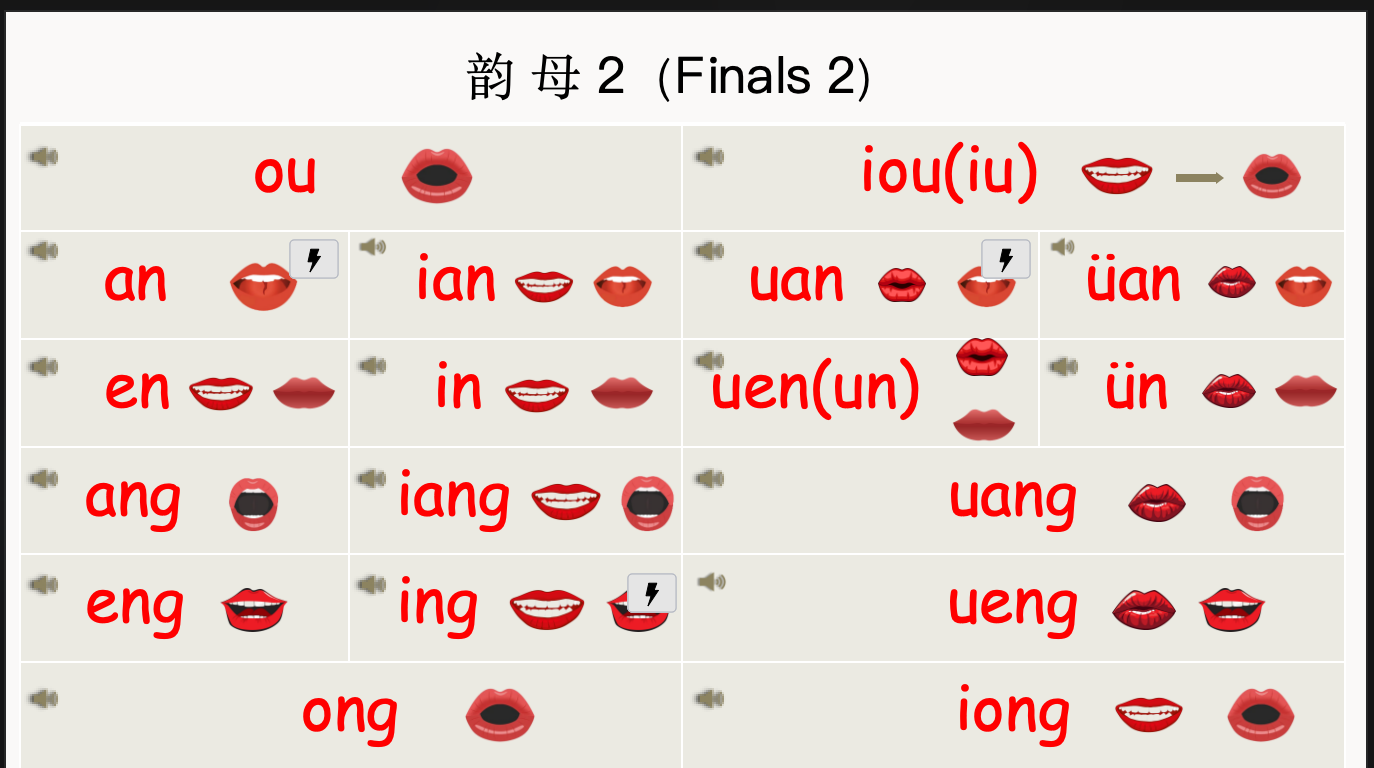 韵 母 2 (Finals 2)
ou iou(iu)
an ian uan üan
en in uen(un) ün
ang iang uang
eng ing ueng
ong iong